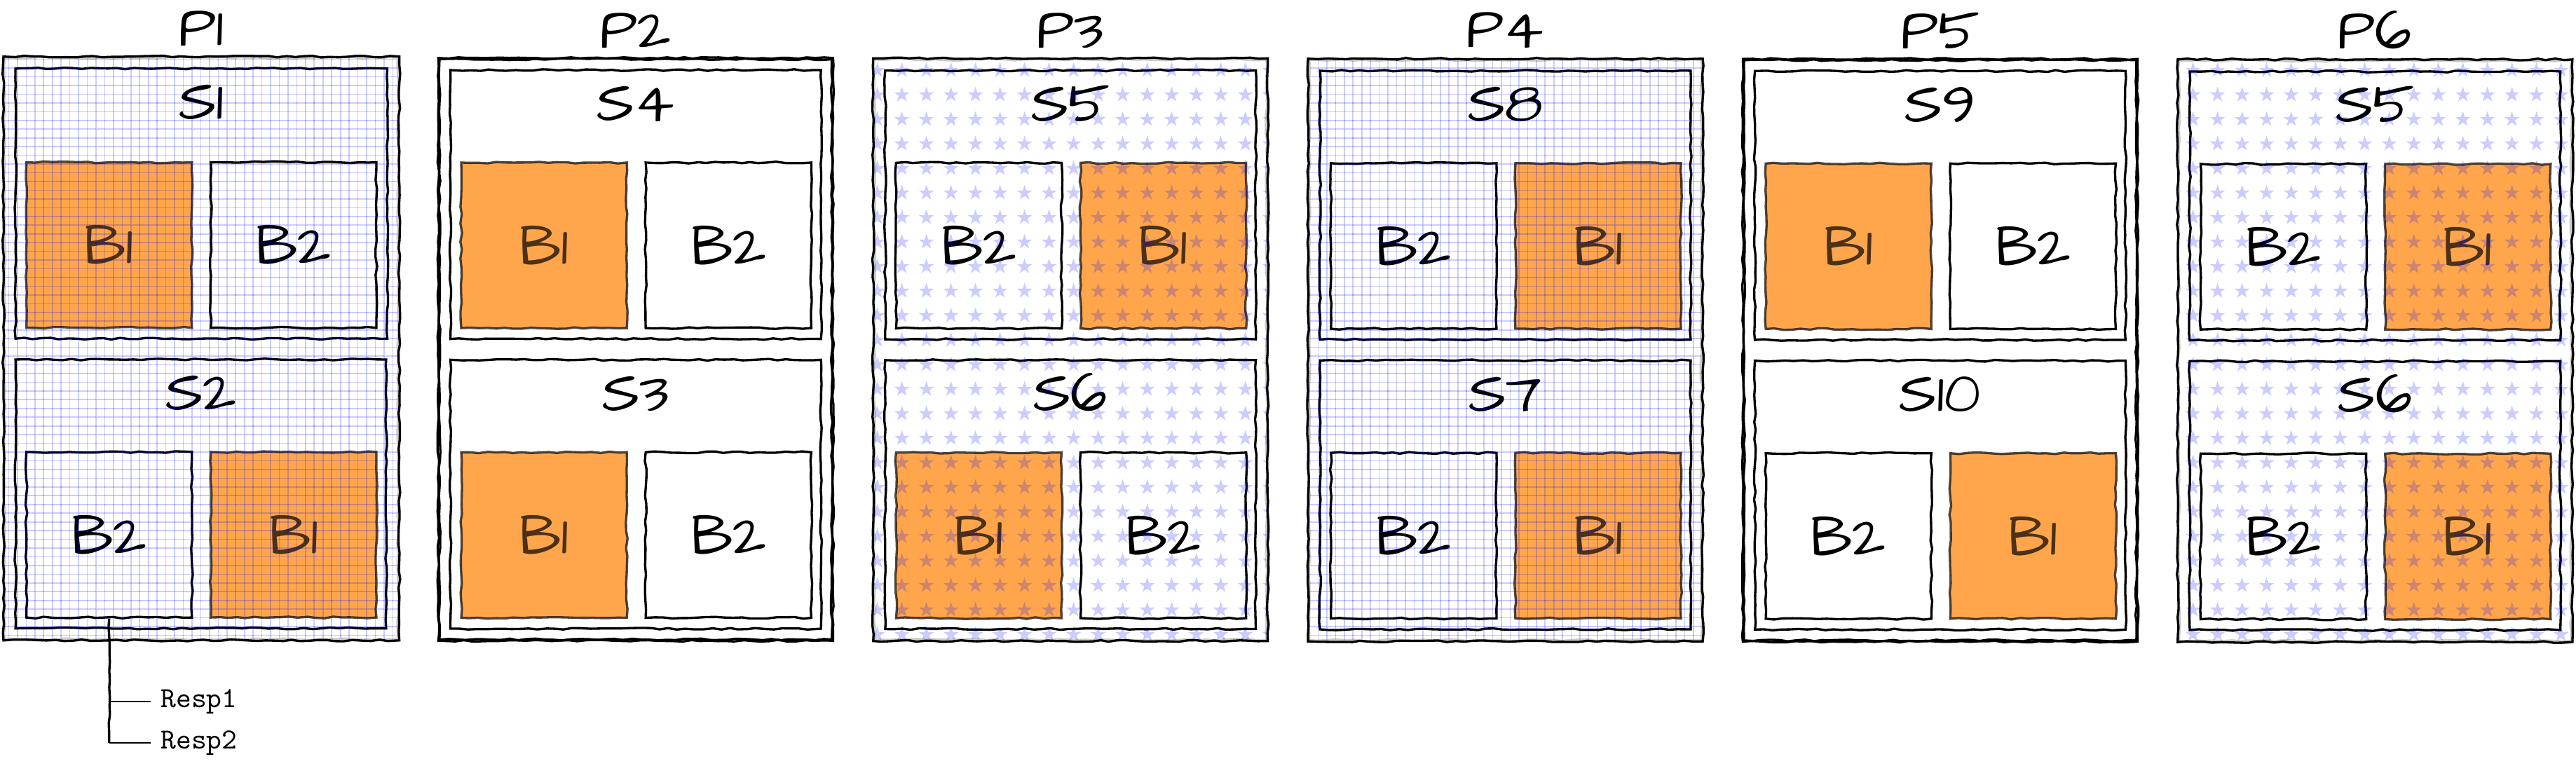 P1 P2 P3 P4 P5 P6
S1 S4 S5 S8 S9 S5
B1 B2 B1 B2 B2 B1 B2 B1 B1 B2 B2 B1
S2 S3 S6 S7 S10 S6
B2 B1 B1 B2 B1 B2 B2 B1 B2 B1 B2 B1
Resp1
Resp2